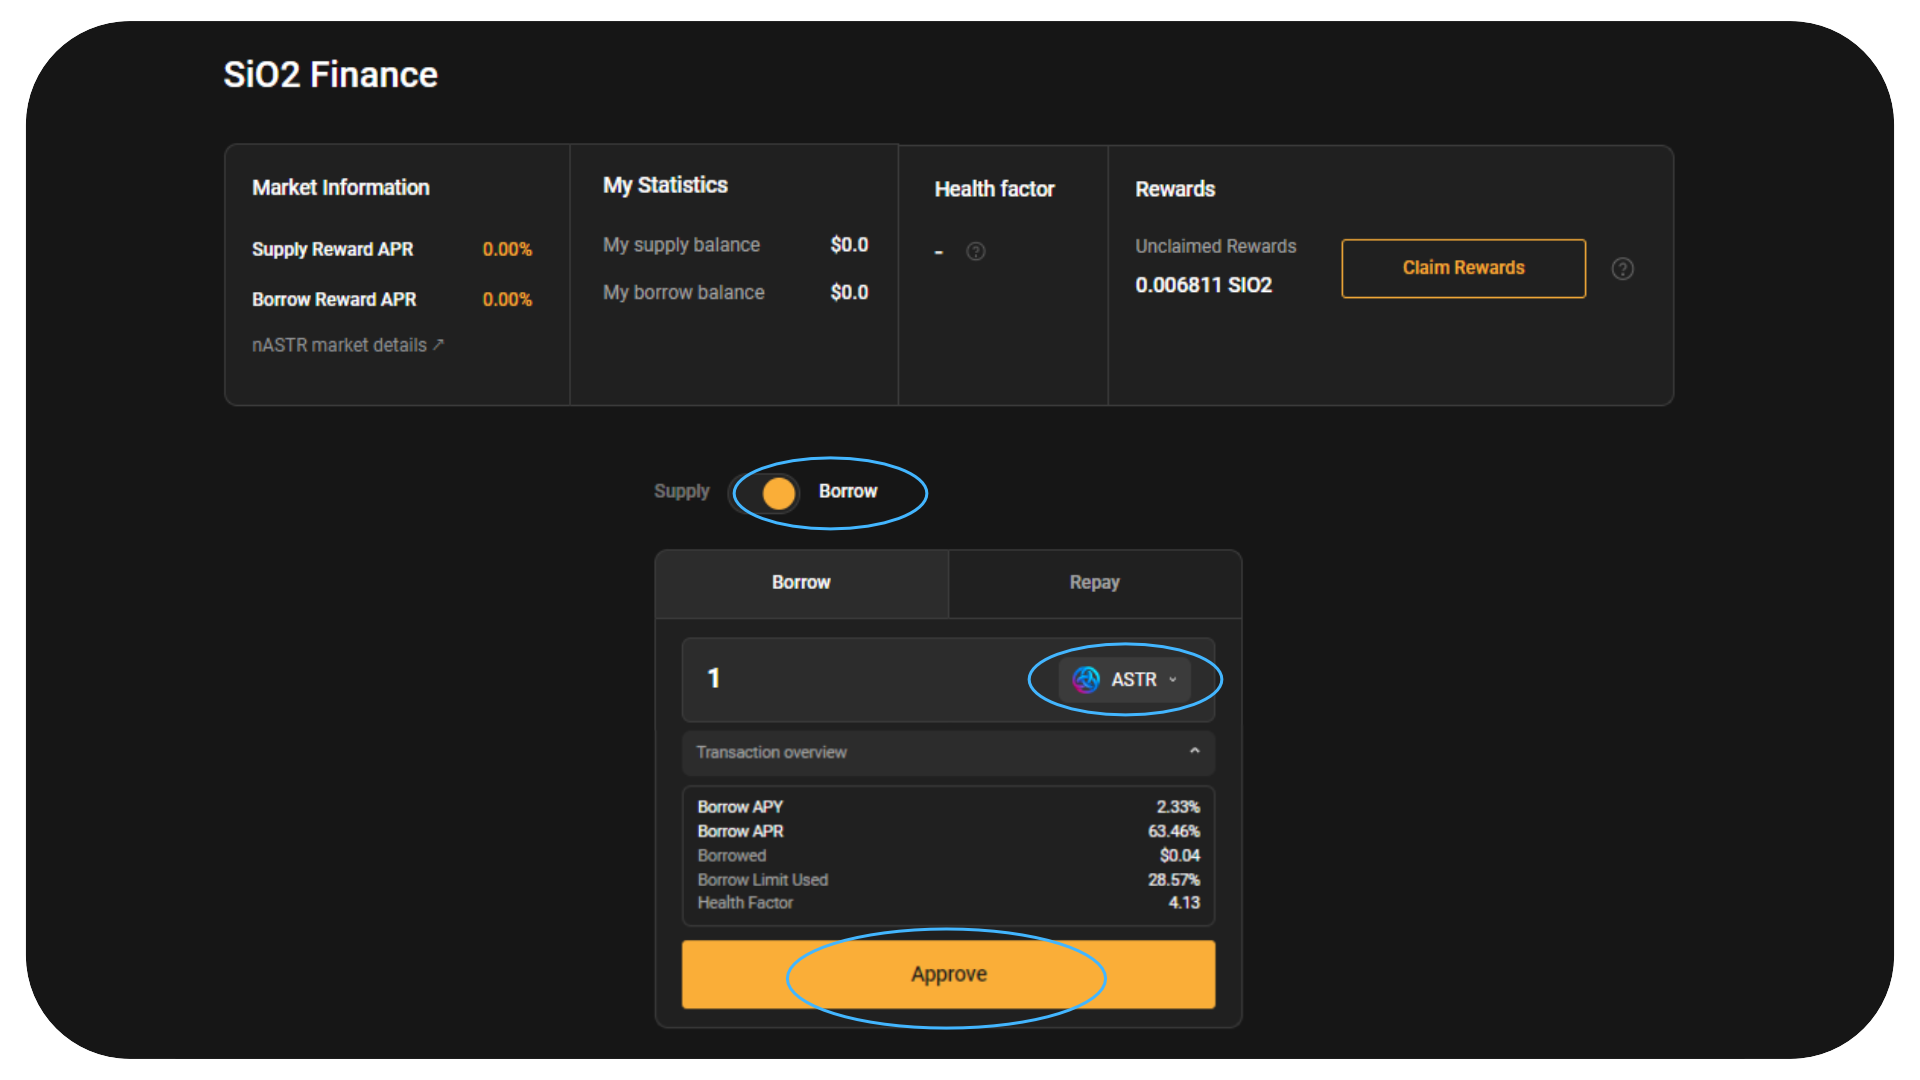 SiO2 Finance
Market Information
Supply Reward APR 0.00%
Borrow Reward APR 0.00%
nASTR market details ↗
My Statistics
My supply balance $0.0
My borrow balance $0.0
Health factor
- ?
Rewards
Unclaimed Rewards
0.006811 SIO2
Claim Rewards ?
Supply Borrow
Borrow Repay
1 ASTR
Transaction overview
Borrow APY 2.33%
Borrow APR 63.46%
Borrowed $0.04
Borrow Limit Used 28.57%
Health Factor 4.13
Approve